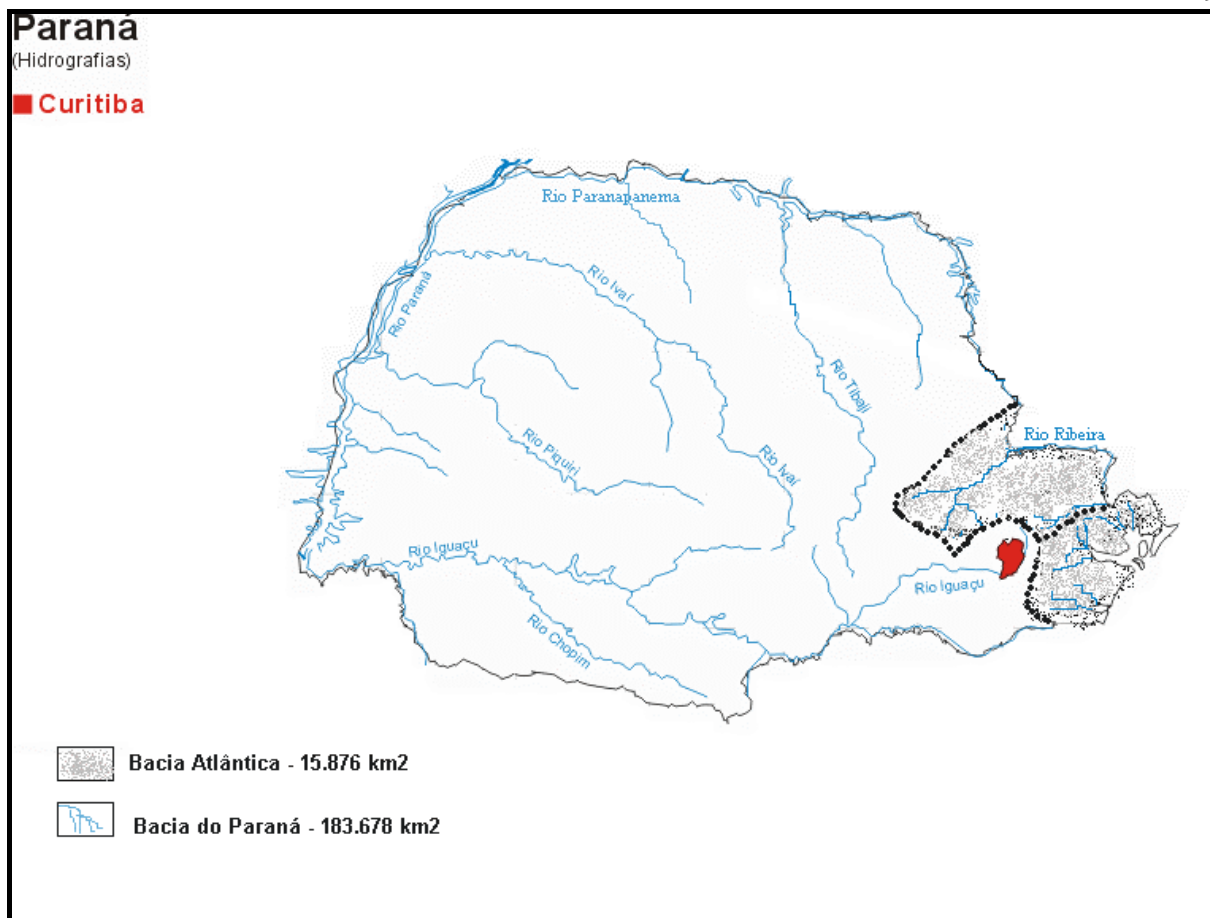 Paraná
(Hidrografias)
Curitiba
Rio Paranapanema
Rio Ivaí
Rio Paraná
Rio Tibaji
Rio Ribeira
Rio Piquiri
Rio Ivaí
Rio Iguaçu
Rio Iguaçu
Rio Chopim
Bacia Atlântica - 15.876 km2
Bacia do Paraná - 183.678 km2